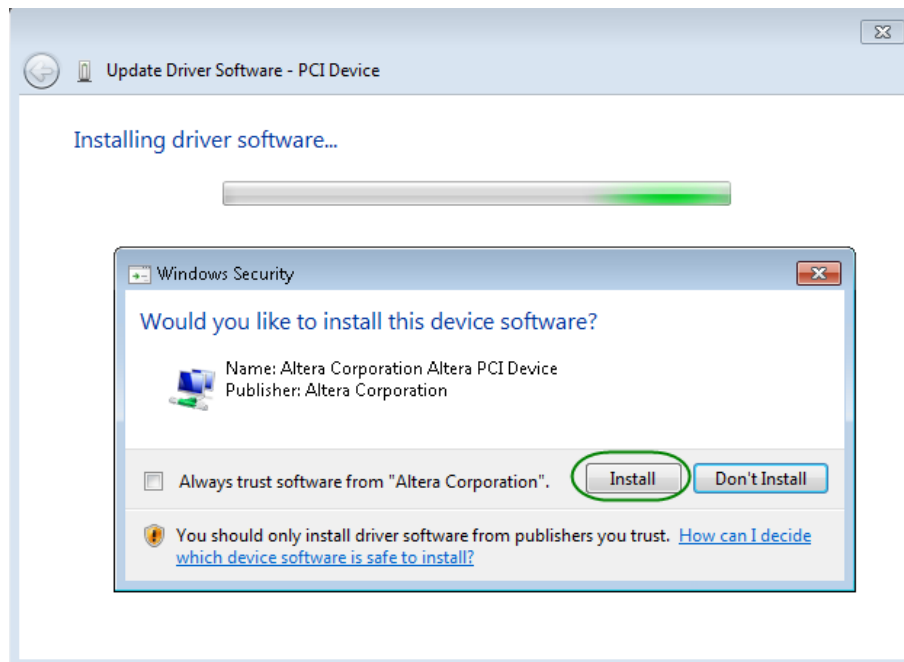 Update Driver Software - PCI Device
Installing driver software...
Windows Security
Would you like to install this device software?
Name: Altera Corporation Altera PCI Device
Publisher: Altera Corporation
Always trust software from "Altera Corporation".
Install
Don't Install
You should only install driver software from publishers you trust. How can I decide
which device software is safe to install?